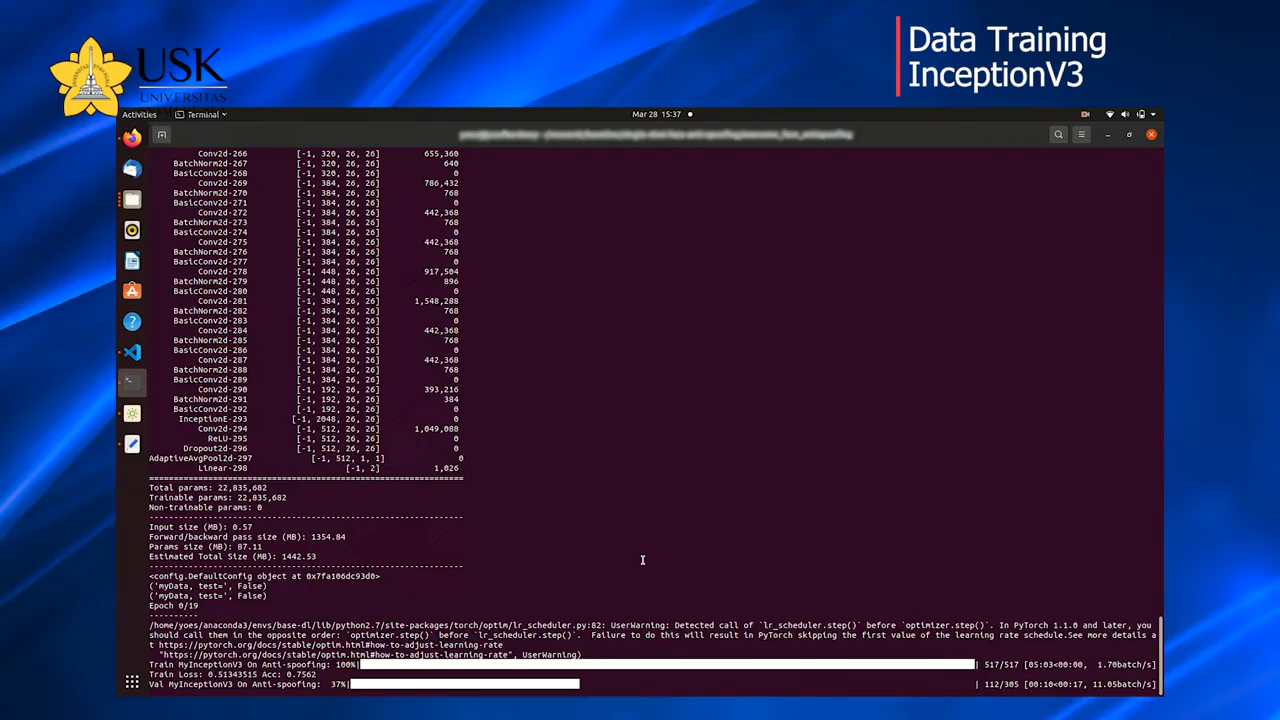 USK
UNIVERSITAS
Data Training
InceptionV3
Activities
Terminal
Mar 28 15:37
Conv2d-266 [-1, 320, 26, 26] 655,360
BatchNorm2d-267 [-1, 320, 26, 26] 640
BasicConv2d-268 [-1, 320, 26, 26] 0
Conv2d-269 [-1, 384, 26, 26] 786,432
BatchNorm2d-270 [-1, 384, 26, 26] 768
BasicConv2d-271 [-1, 384, 26, 26] 0
Conv2d-272 [-1, 384, 26, 26] 442,368
BatchNorm2d-273 [-1, 384, 26, 26] 768
BasicConv2d-274 [-1, 384, 26, 26] 0
Conv2d-275 [-1, 384, 26, 26] 442,368
BatchNorm2d-276 [-1, 384, 26, 26] 768
BasicConv2d-277 [-1, 384, 26, 26] 0
Conv2d-278 [-1, 448, 26, 26] 917,504
BatchNorm2d-279 [-1, 448, 26, 26] 896
BasicConv2d-280 [-1, 448, 26, 26] 0
Conv2d-281 [-1, 384, 26, 26] 1,548,288
BatchNorm2d-282 [-1, 384, 26, 26] 768
BasicConv2d-283 [-1, 384, 26, 26] 0
Conv2d-284 [-1, 384, 26, 26] 442,368
BatchNorm2d-285 [-1, 384, 26, 26] 768
BasicConv2d-286 [-1, 384, 26, 26] 0
Conv2d-287 [-1, 384, 26, 26] 442,368
BatchNorm2d-288 [-1, 384, 26, 26] 768
BasicConv2d-289 [-1, 384, 26, 26] 0
Conv2d-290 [-1, 192, 26, 26] 393,216
BatchNorm2d-291 [-1, 192, 26, 26] 384
BasicConv2d-292 [-1, 192, 26, 26] 0
InceptionE-293 [-1, 2048, 26, 26] 0
Conv2d-294 [-1, 512, 26, 26] 1,049,088
ReLU-295 [-1, 512, 26, 26] 0
Dropout2d-296 [-1, 512, 26, 26] 0
AdaptiveAvgPool2d-297 [-1, 512, 1, 1] 0
Linear-298 [-1, 2] 1,026
================================================================
Total params: 22,835,682
Trainable params: 22,835,682
Non-trainable params: 0
----------------------------------------------------------------
Input size (MB): 0.57
Forward/backward pass size (MB): 1354.84
Params size (MB): 87.11
Estimated Total Size (MB): 1442.53
----------------------------------------------------------------
<config.DefaultConfig object at 0x7fa106dc93d0>
('myData, test=', False)
('myData, test=', False)
Epoch 0/19
----------
/home/yoes/anaconda3/envs/base-dl/lib/python2.7/site-packages/torch/optim/lr_scheduler.py:82: UserWarning: Detected call of `lr_scheduler.step()` before `optimizer.step()`. In PyTorch 1.1.0 and later, you
should call them in the opposite order: `optimizer.step()` before `lr_scheduler.step()`.  Failure to do this will result in PyTorch skipping the first value of the learning rate schedule.See more details a
t https://pytorch.org/docs/stable/optim.html#how-to-adjust-learning-rate
"https://pytorch.org/docs/stable/optim.html#how-to-adjust-learning-rate", UserWarning)
Train MyInceptionV3 On Anti-spoofing: 100%| | 517/517 [05:03<00:00, 1.70batch/s]
Train Loss: 0.51343515 Acc: 0.7562
Val MyInceptionV3 On Anti-spoofing: 37%| | 112/305 [00:10<00:17, 11.05batch/s]